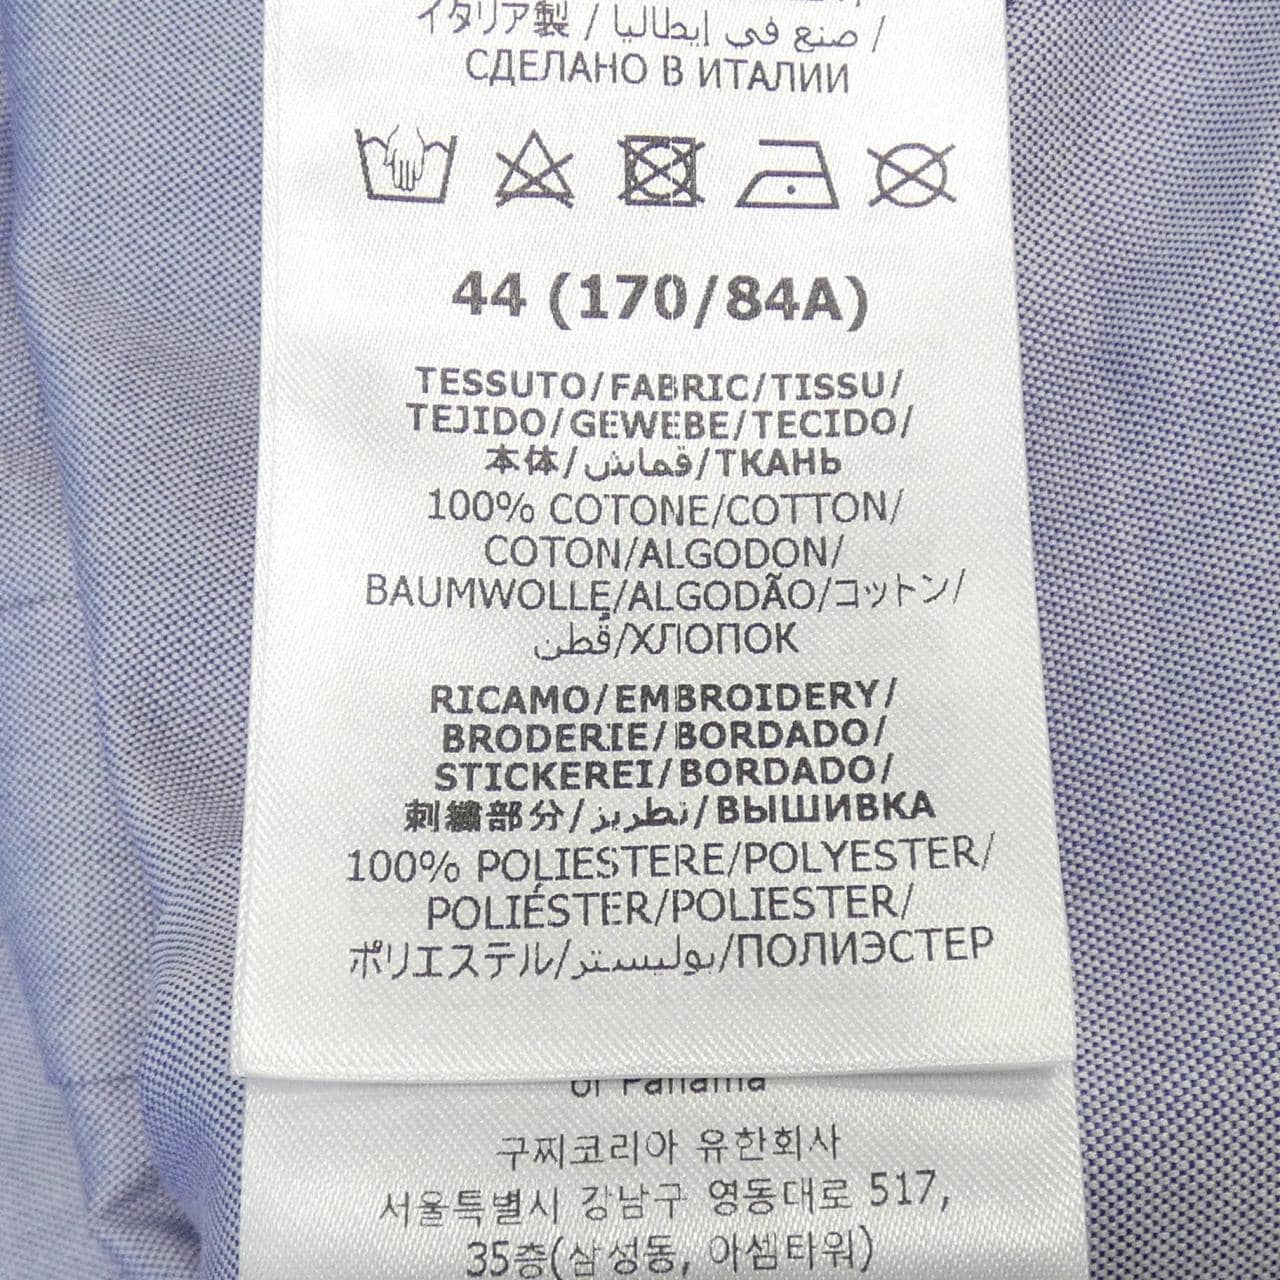 イタリア製 / صنع في إيطاليا /
СДЕЛАНО В ИТАЛИИ
44 (170/84A)
TESSUTO/FABRIC/TISSU/
TEJIDO/GEWEBE/TECIDO/
本体/قماش/ТКАНЬ
100% COTONE/COTTON/
COTON/ALGODON/
BAUMWOLLE/ALGODÃO/コットン/
قُطن/ХЛОПОК
RICAMO/EMBROIDERY/
BRODERIE/BORDADO/
STICKEREI/BORDADO/
刺繍部分/تطريز/ВЫШИВКА
100% POLIESTERE/POLYESTER/
POLIÉSTER/POLIESTER/
ポリエステル/بوليستر/ПОЛИЭСТЕР
of Panama
구찌코리아 유한회사
서울특별시 강남구 영동대로 517,
35층(삼성동, 아셈타워)